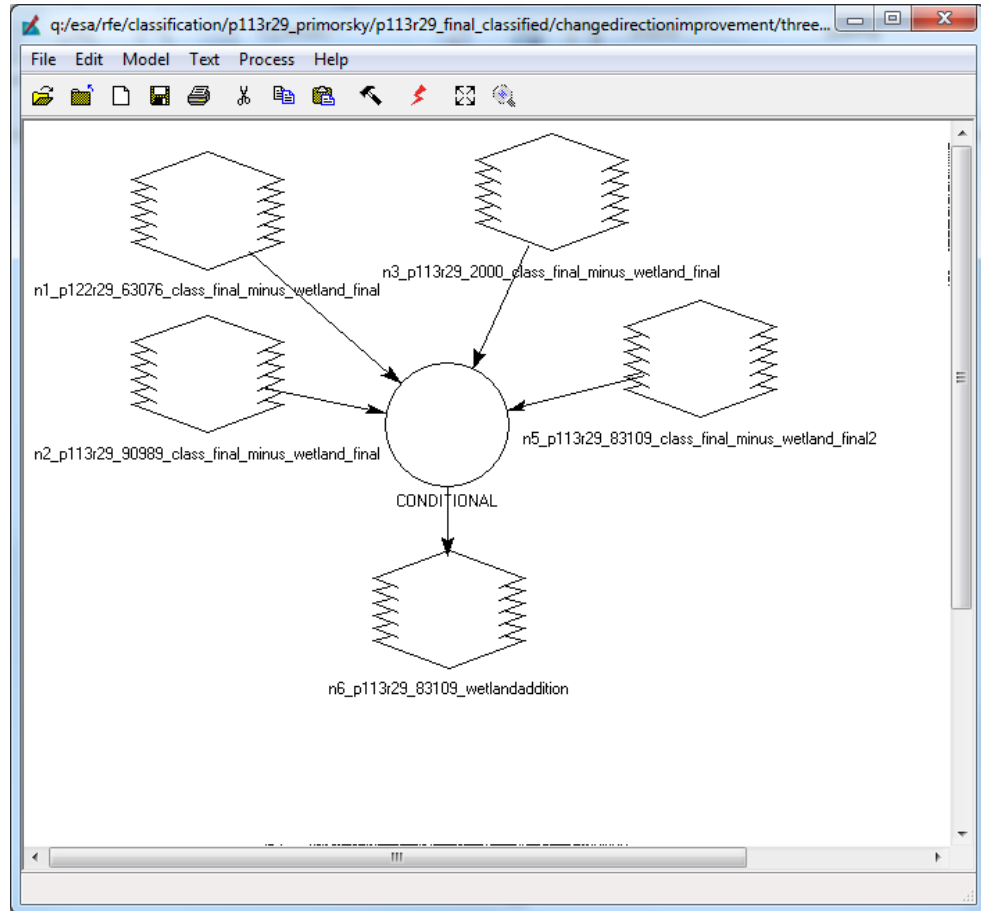 q:/esa/rfe/classification/p113r29_primorsky/p113r29_final_classified/changedirectionimprovement/three...
File Edit Model Text Process Help
n3_p113r29_2000_class_final_minus_wetland_final
n1_p122r29_63076_class_final_minus_wetland_final
n5_p113r29_83109_class_final_minus_wetland_final2
n2_p113r29_90989_class_final_minus_wetland_final
CONDITIONAL
n6_p113r29_83109_wetlandaddition